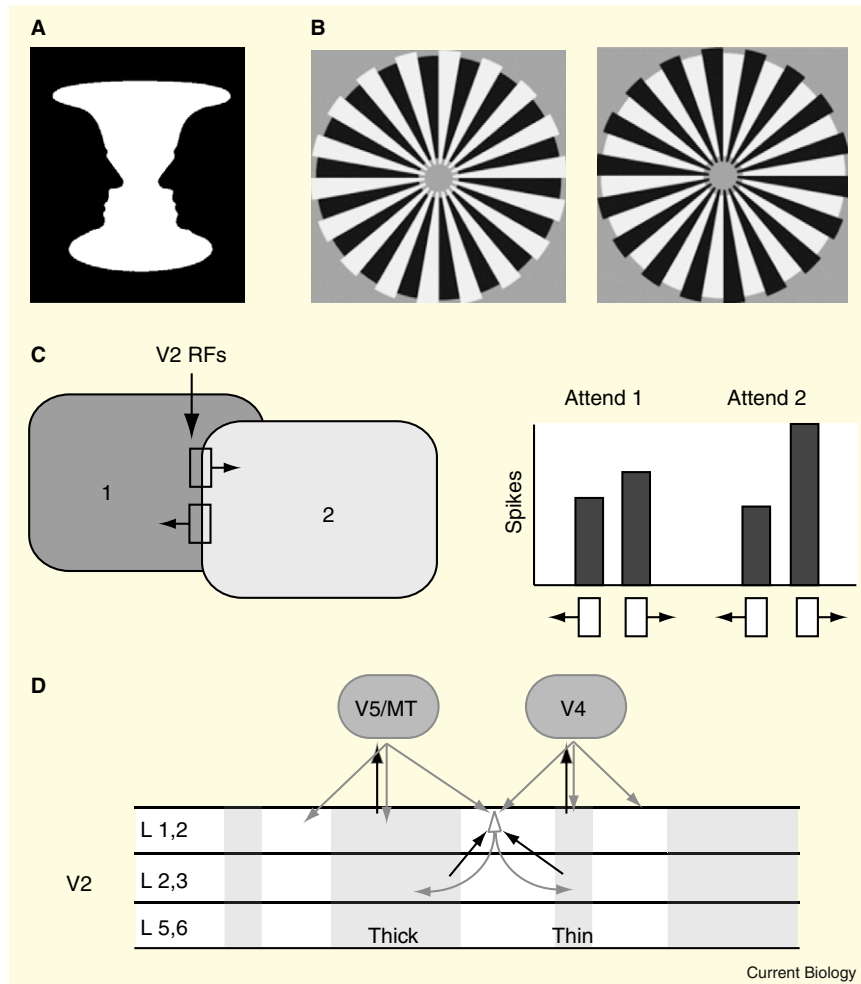 A
B
C
V2 RFs
1
2
Attend 1 Attend 2
Spikes
D
V5/MT V4
L 1,2
V2 L 2,3
L 5,6
Thick Thin
Current Biology